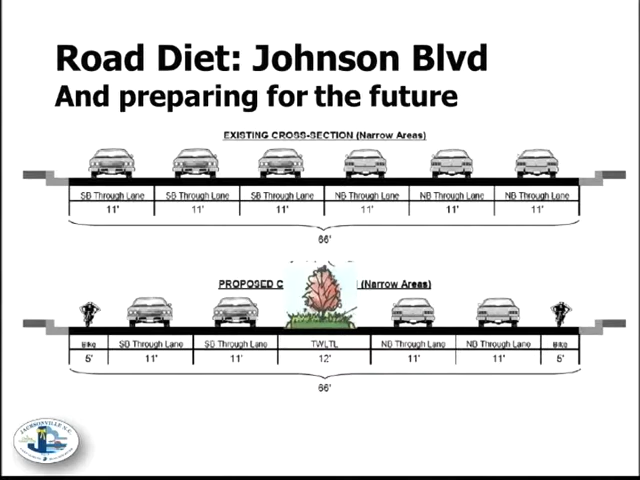 Road Diet: Johnson Blvd
And preparing for the future
EXISTING CROSS-SECTION (Narrow Areas)
SB Through Lane SB Through Lane SB Through Lane NB Through Lane NB Through Lane NB Through Lane
11' 11' 11' 11' 11' 11'
66'
PROPOSED C (Narrow Areas)
Bike SB Through Lane SB Through Lane TWLTL NB Through Lane NB Through Lane Bike
5' 11' 11' 12' 11' 11' 5'
66'
JACKSONVILLE N.C.